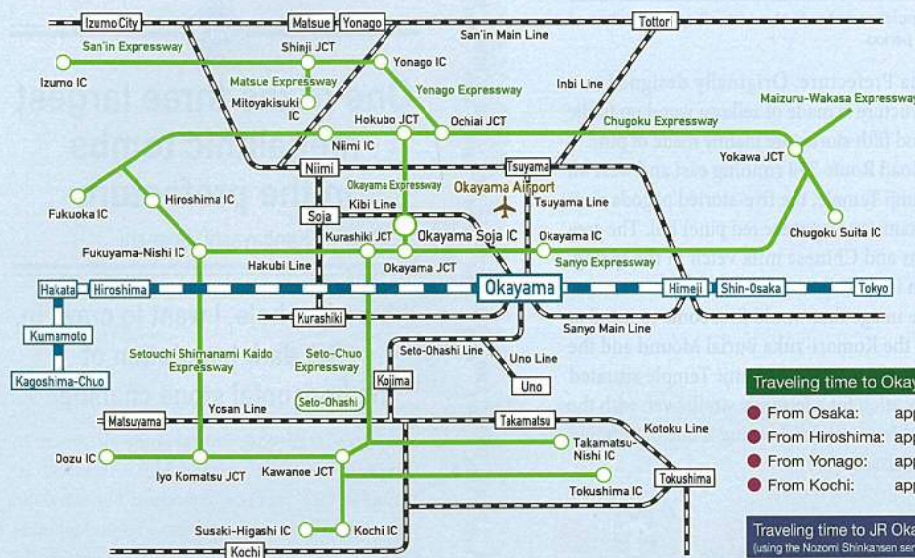 Izumo City
Matsue
Yonago
Tottori
San'in Main Line
San'in Expressway
Shinji JCT
Yonago IC
Izumo IC
Matsue Expressway
Mitoyakisuki
IC
Yonago Expressway
Inbi Line
Maizuru-Wakasa Expressway
Hokubo JCT
Ochiai JCT
Chugoku Expressway
Niimi IC
Yokawa JCT
Niimi
Tsuyama
Okayama Expressway
Okayama Airport
Fukuoka IC
Hiroshima IC
Kibi Line
Tsuyama Line
Soja
Chugoku Suita IC
Kurashiki JCT
Okayama Soja IC
Okayama IC
Fukuyama-Nishi IC
Hakubi Line
Okayama JCT
Sanyo Expressway
Hakata
Hiroshima
Okayama
Himeji
Shin-Osaka
Tokyo
Kurashiki
Sanyo Main Line
Kumamoto
Kagoshima-Chuo
Setouchi Shimanami Kaido
Expressway
Seto-Chuo
Expressway
Seto-Ohashi Line
Uno Line
Kojima
Uno
Seto-Ohashi
Yosan Line
Matsuyama
Takamatsu
Kotoku Line
Oozu IC
Iyo Komatsu JCT
Kawanoe JCT
Takamatsu-
Nishi IC
Tokushima IC
Tokushima
Susaki-Higashi IC
Kochi IC
Kochi
Traveling time to Okay
From Osaka: app
From Hiroshima: app
From Yonago: app
From Kochi: app
Traveling time to JR Oka
(using the Nozomi Shinkansen ser